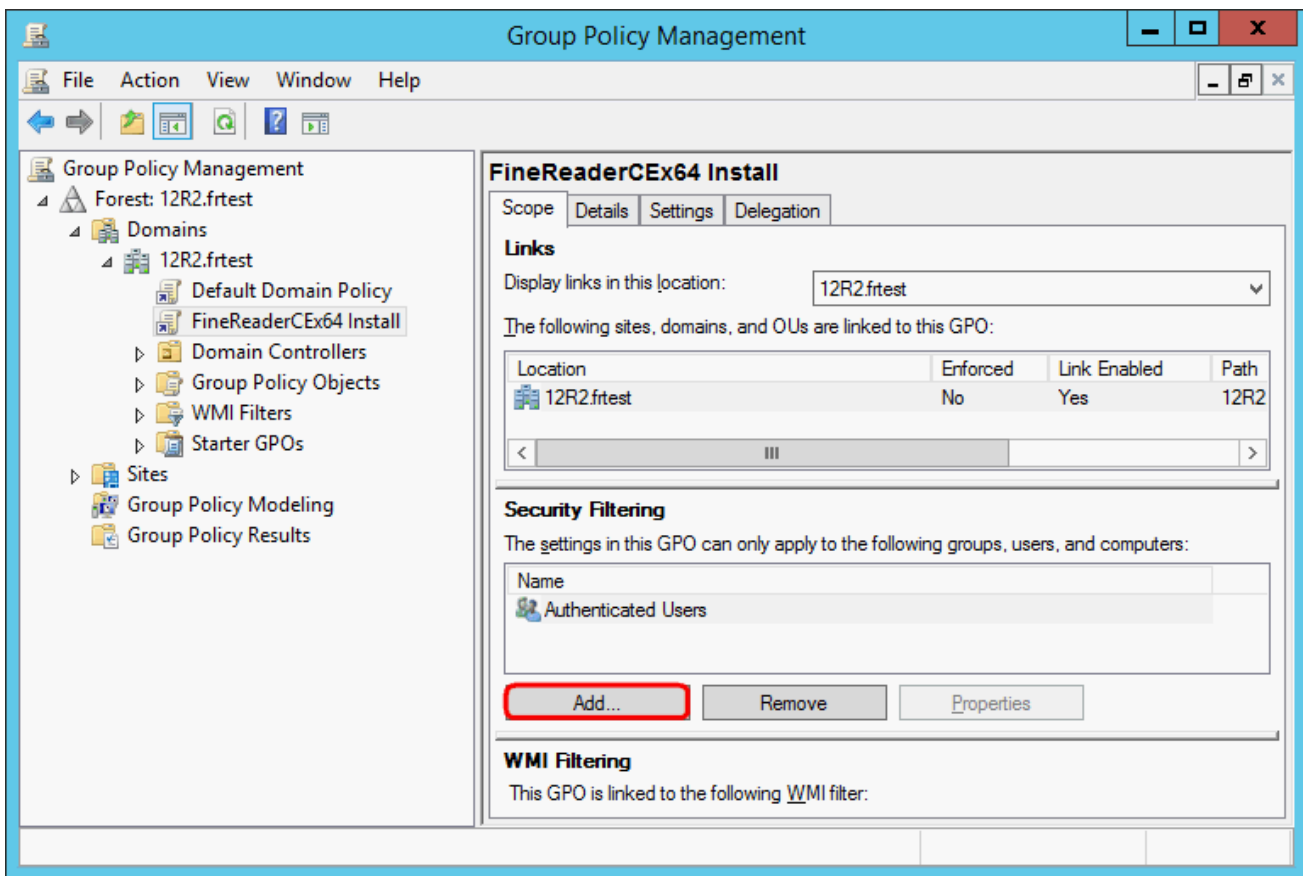 Group Policy Management
File Action View Window Help
Group Policy Management
Forest: 12R2.frtest
Domains
12R2.frtest
Default Domain Policy
FineReaderCEx64 Install
Domain Controllers
Group Policy Objects
WMI Filters
Starter GPOs
Sites
Group Policy Modeling
Group Policy Results
FineReaderCEx64 Install
Scope Details Settings Delegation
Links
Display links in this location: 12R2.frtest
The following sites, domains, and OUs are linked to this GPO:
Location Enforced Link Enabled Path
12R2.frtest No Yes 12R2
Security Filtering
The settings in this GPO can only apply to the following groups, users, and computers:
Name
Authenticated Users
Add... Remove Properties
WMI Filtering
This GPO is linked to the following WMI filter: